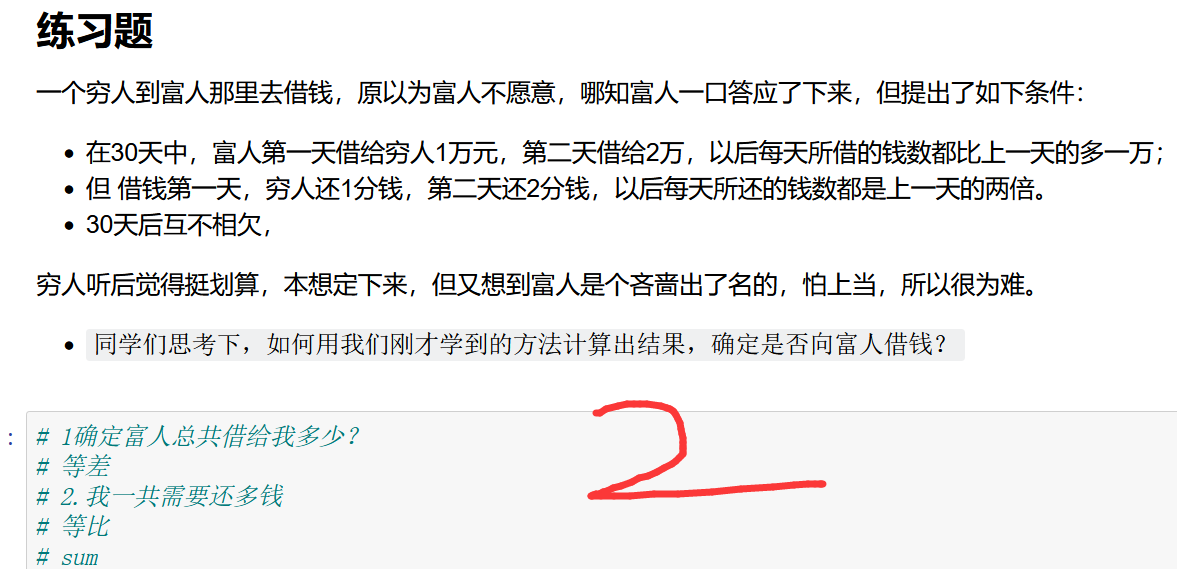 练习题
一个穷人到富人那里去借钱，原以为富人不愿意，哪知富人一口答应了下来，但提出了如下条件：
• 在30天中，富人第一天借给穷人1万元，第二天借给2万，以后每天所借的钱数都比上一天的多一万；
• 但 借钱第一天，穷人还1分钱，第二天还2分钱，以后每天所还的钱数都是上一天的两倍。
• 30天后互不相欠，
穷人听后觉得挺划算，本想定下来，但又想到富人是个吝啬出了名的，怕上当，所以很为难。
• 同学们思考下，如何用我们刚才学到的方法计算出结果，确定是否向富人借钱？
: # 1确定富人总共借给我多少？
# 等差
2
# 2.我一共需要还多钱
# 等比
# sum